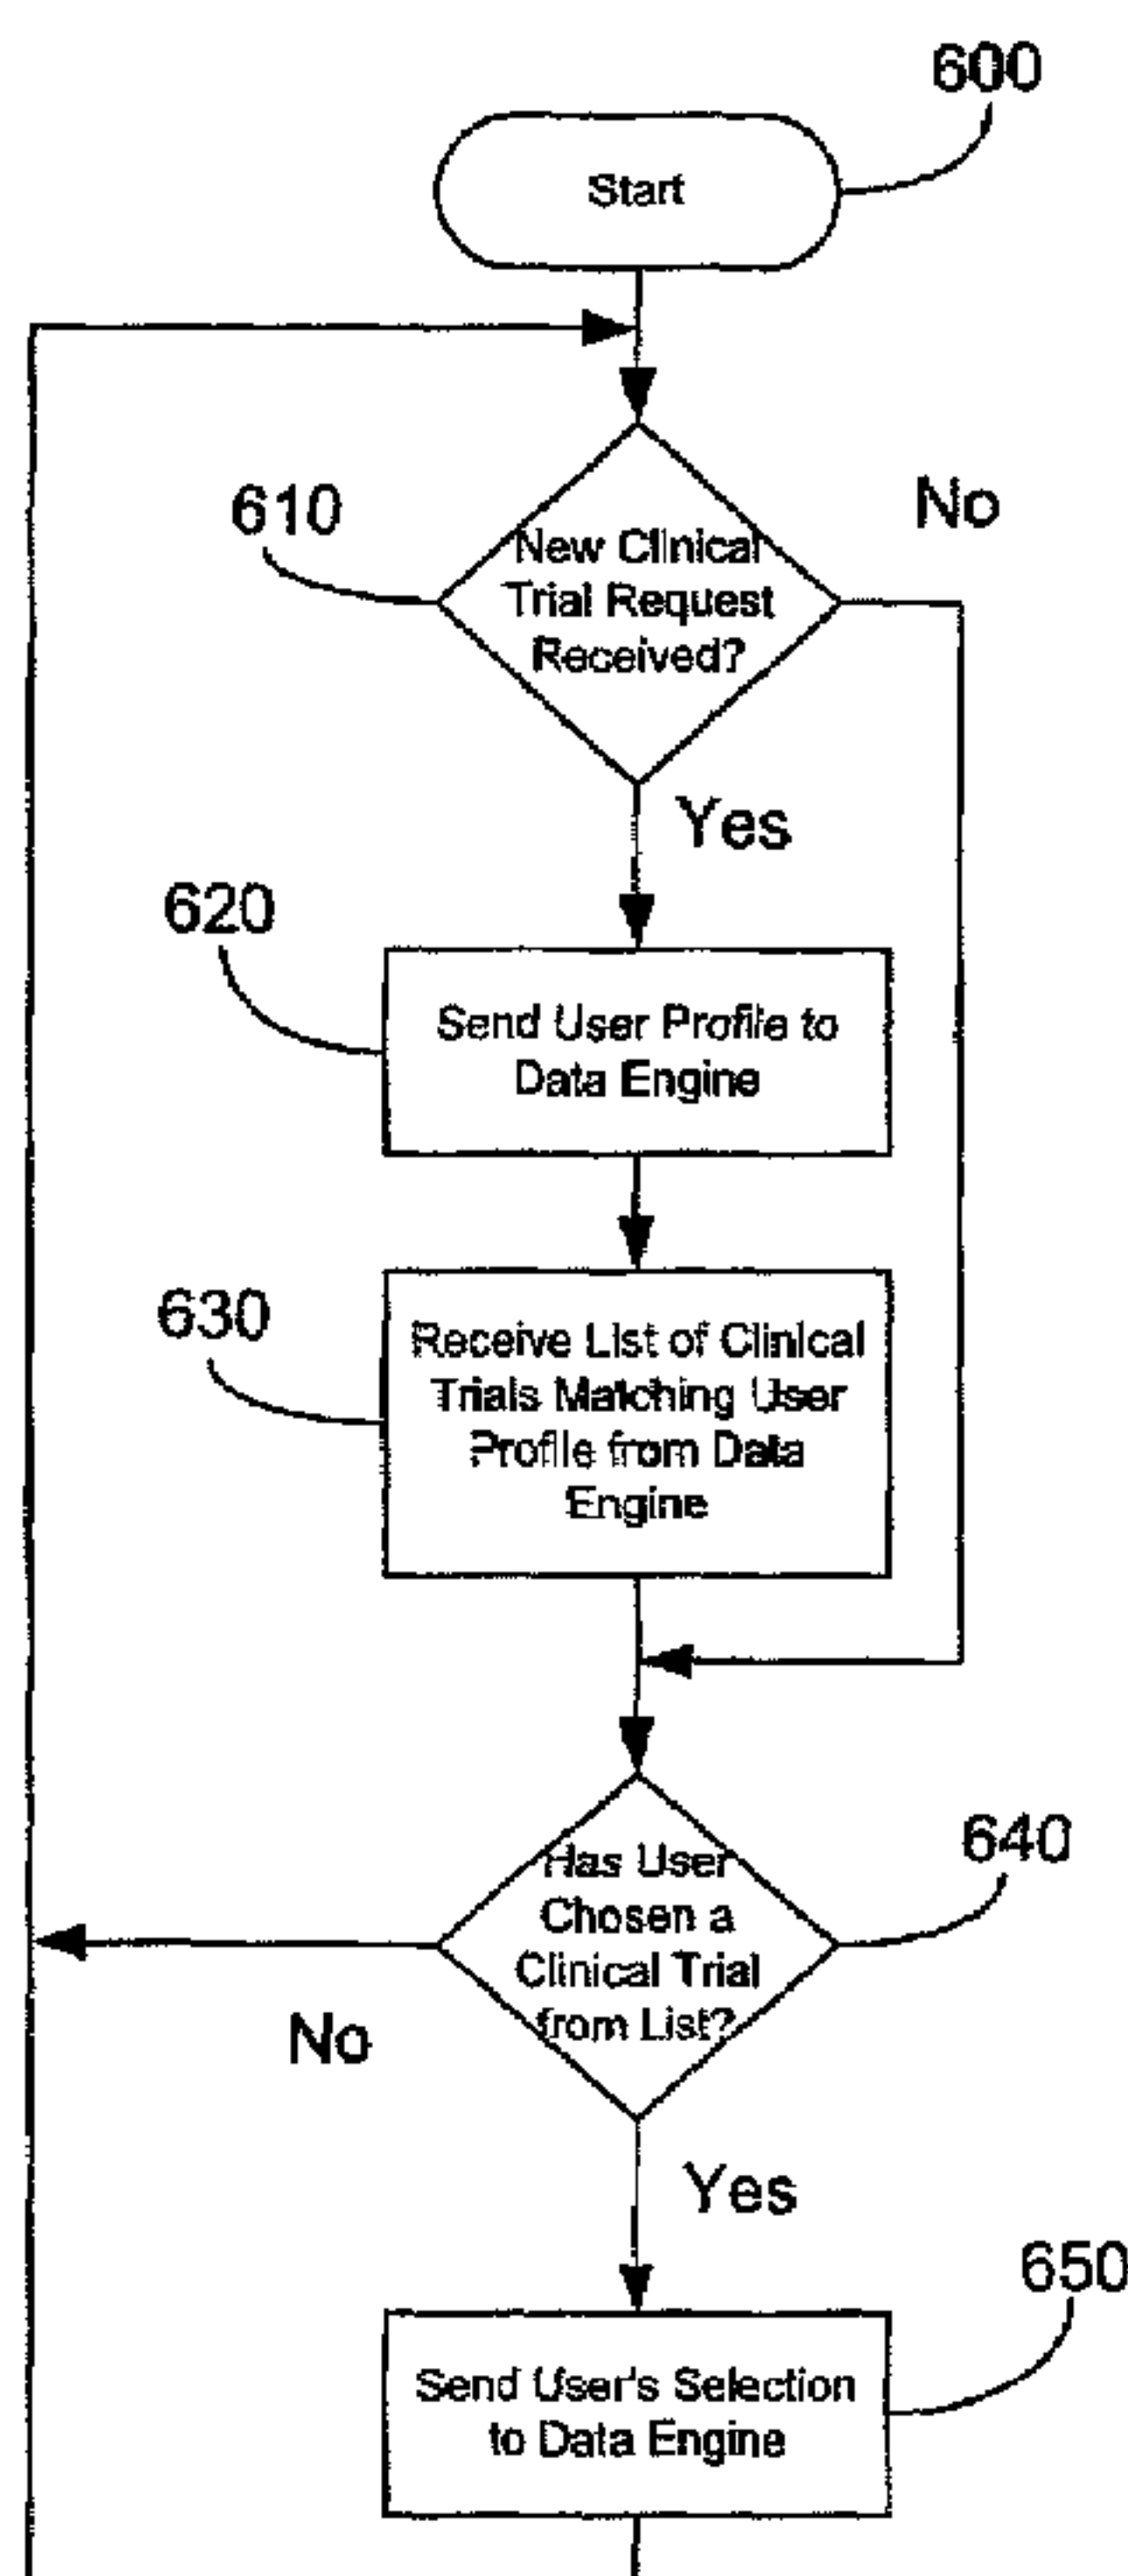 600
Start
610
No
New Clinical
Trial Request
Received?
Yes
620
Send User Profile to
Data Engine
630
Receive List of Clinical
Trials Matching User
Profile from Data
Engine
640
Has User
Chosen a
Clinical Trial
from List?
No
Yes
650
Send User's Selection
to Data Engine